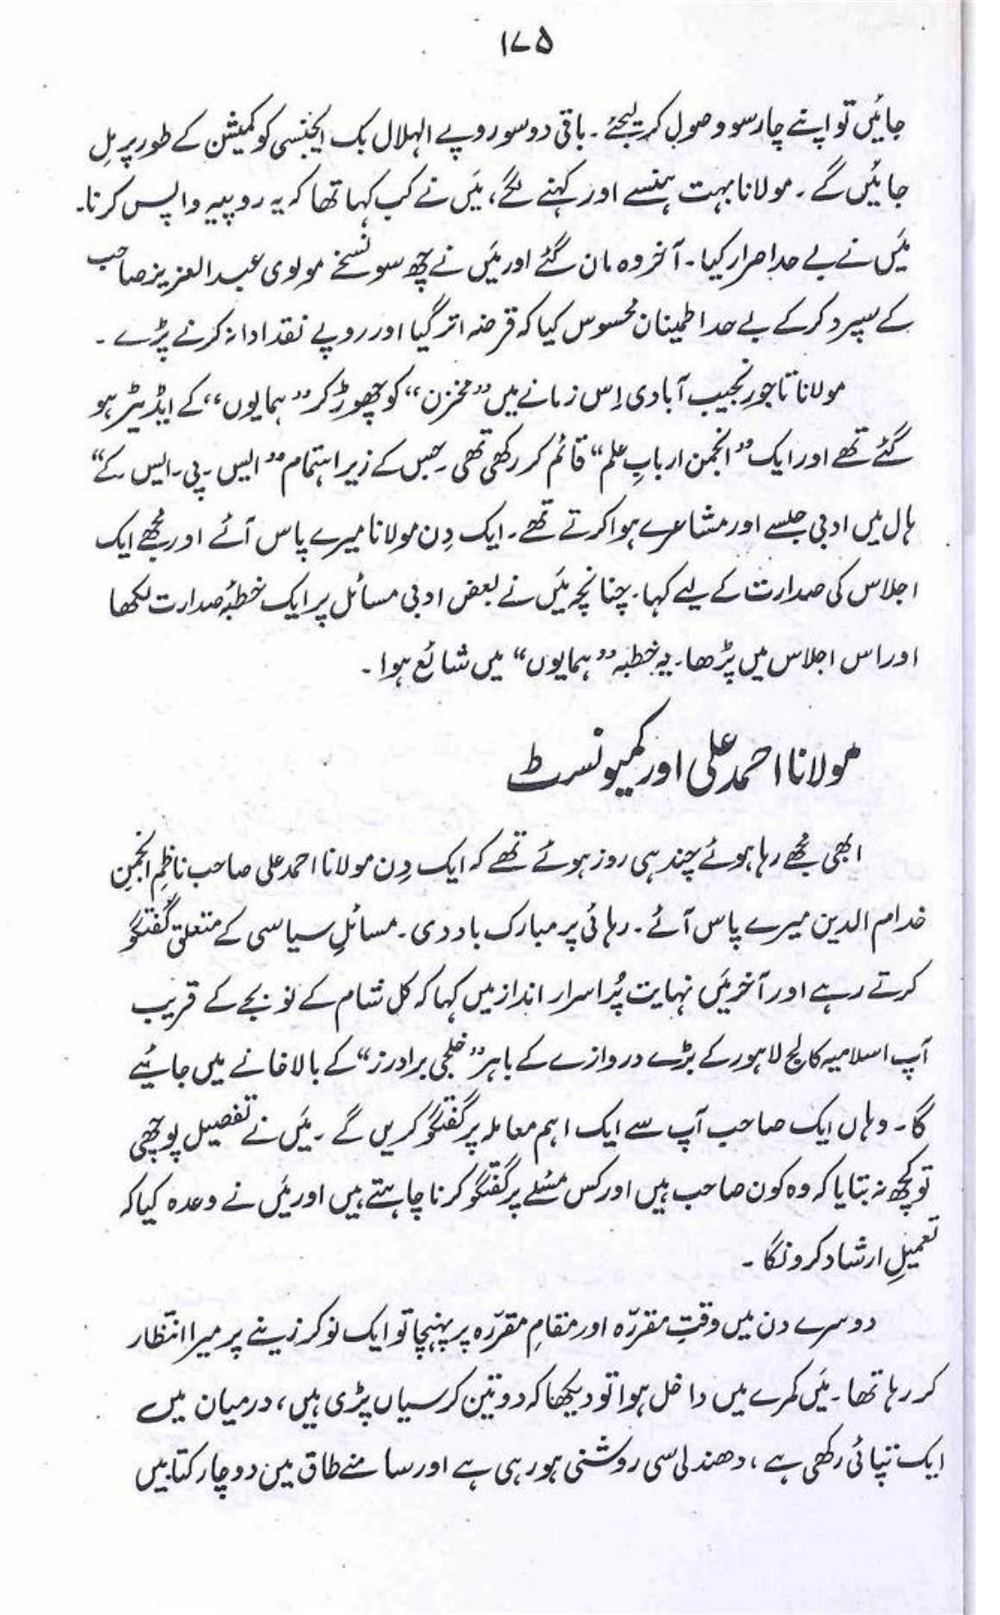 ۱۷۵
جائیں تو اپنے چار سو وصول کر لیجئے ۔ باقی دو سو روپے الہلال بک ایجنسی کو کمیشن کے طور پر مِل
جائیں گے ۔ مولانا بہت ہنسے اور کہنے لگے، مَیں نے کب کہا تھا کہ یہ روپیہ واپس کرنا۔
مَیں نے بے حد اصرار کیا ۔ آخر وہ مان گئے اور مَیں نے چھ سو نسخے مولوی عبدالعزیز صاحب
کے سپرد کر کے بے حد اطمینان محسوس کیا کہ قرضہ اتر گیا اور روپے نقد ادا نہ کرنے پڑے ۔
مولانا تاجور نجیب آبادی اِس زمانے میں ”مخزن“ کو چھوڑ کر ”ہمایوں“ کے ایڈیٹر ہو
گئے تھے اور ایک ”انجمن اربابِ علم“ قائم کر رکھی تھی جس کے زیرِ اہتمام ”ایس ۔ پی ۔ ایس کے“
ہال میں ادبی جلسے اور مشاعرے ہوا کرتے تھے ۔ ایک دِن مولانا میرے پاس آئے اور مجھے ایک
اجلاس کی صدارت کے لیے کہا ۔ چنانچہ مَیں نے بعض ادبی مسائل پر ایک خطبۂ صدارت لکھا
اور اس اجلاس میں پڑھا ۔ یہ خطبہ ”ہمایوں“ میں شائع ہوا ۔
مولانا احمد علی اور کمیونسٹ
ابھی مجھے رہا ہوئے چند ہی روز ہوئے تھے کہ ایک دِن مولانا احمد علی صاحب ناظمِ انجمن
خدام الدین میرے پاس آئے ۔ رہائی پر مبارک باد دی ۔ مسائلِ سیاسی کے متعلق گفتگو
کرتے رہے اور آخر مَیں نہایت پُر اسرار انداز میں کہا کہ کل شام کے نو بجے کے قریب
آپ اسلامیہ کالج لاہور کے بڑے دروازے کے باہر ”خلجی برادرز“ کے بالا خانے میں جائیے
گا ۔ وہاں ایک صاحب آپ سے ایک اہم معاملہ پر گفتگو کریں گے ۔ مَیں نے تفصیل پوچھی
تو کچھ نہ بتایا کہ وہ کون صاحب ہیں اور کس مسئلے پر گفتگو کرنا چاہتے ہیں اور مَیں نے وعدہ کیا کہ
تعمیلِ ارشاد کرونگا ۔
دوسرے دن میں وقتِ مقررّہ اور مقامِ مقررّہ پر پہنچا تو ایک نوکر زینے پر میرا انتظار
کر رہا تھا ۔ مَیں کمرے میں داخل ہوا تو دیکھا کہ دو تین کرسیاں پڑی ہیں، درمیان میں
ایک تپائی رکھی ہے ، دھندلی سی روشنی ہو رہی ہے اور سامنے طاق میں دو چار کتابیں